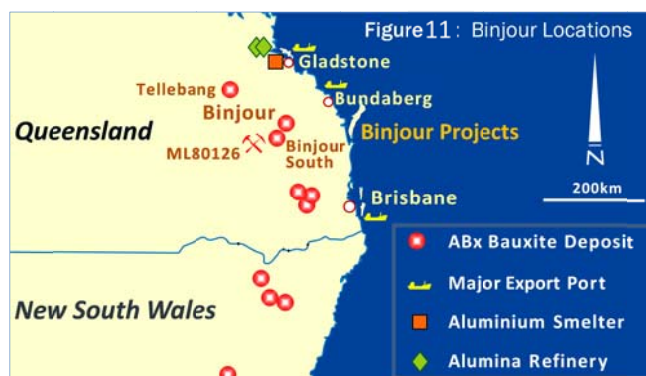 Figure 11 : Binjour Locations
Gladstone
Tellebang
Bundaberg
Binjour
Queensland
Binjour Projects
ML80126
Binjour
South
N
200km
Brisbane
ABx Bauxite Deposit
Major Export Port
New South Wales
Aluminium Smelter
Alumina Refinery